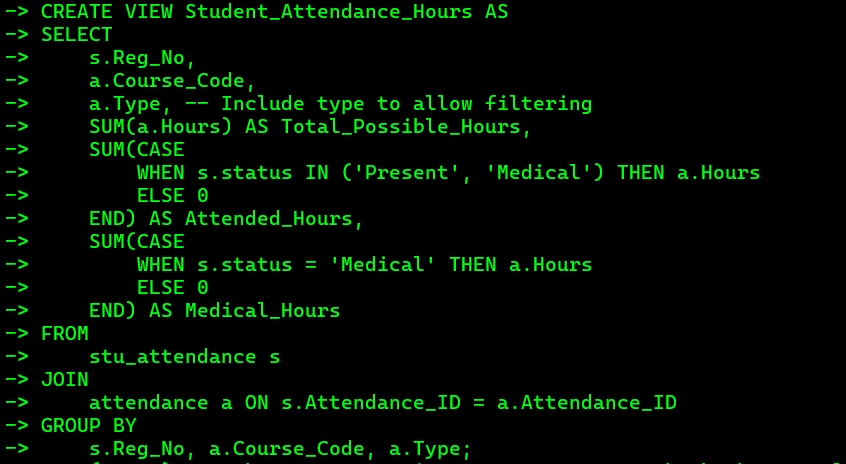 -> CREATE VIEW Student_Attendance_Hours AS
-> SELECT
->     s.Reg_No,
->     a.Course_Code,
->     a.Type, -- Include type to allow filtering
->     SUM(a.Hours) AS Total_Possible_Hours,
->     SUM(CASE
->         WHEN s.status IN ('Present', 'Medical') THEN a.Hours
->         ELSE 0
->     END) AS Attended_Hours,
->     SUM(CASE
->         WHEN s.status = 'Medical' THEN a.Hours
->         ELSE 0
->     END) AS Medical_Hours
-> FROM
->     stu_attendance s
-> JOIN
->     attendance a ON s.Attendance_ID = a.Attendance_ID
-> GROUP BY
->     s.Reg_No, a.Course_Code, a.Type;